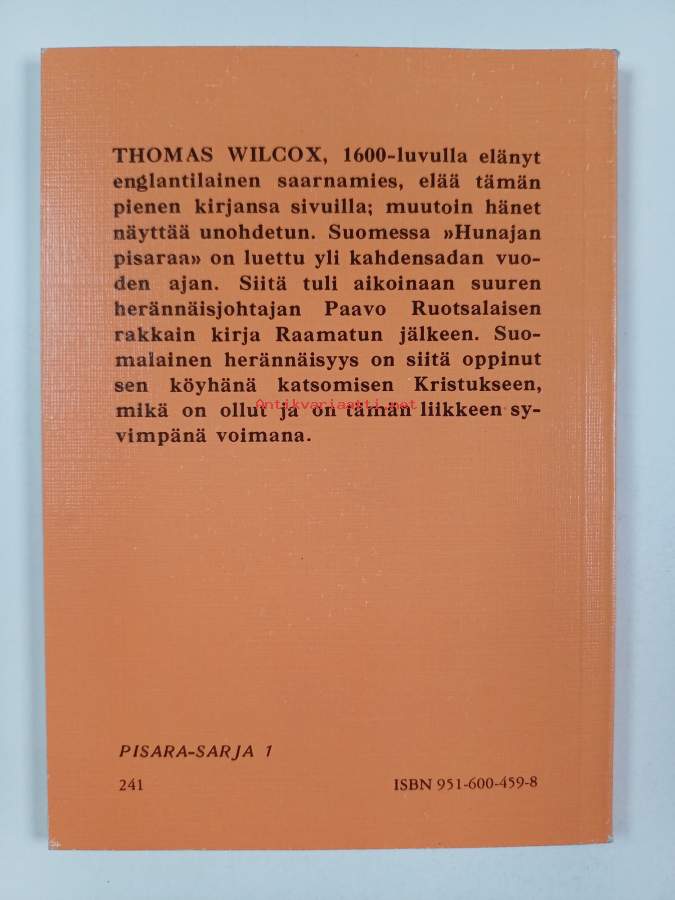 THOMAS WILCOX, 1600-luvulla elänyt
englantilainen saarnamies, elää tämän
pienen kirjansa sivuilla; muutoin hänet
näyttää unohdetun. Suomessa »Hunajan
pisaraa» on luettu yli kahdensadan vuo-
den ajan. Siitä tuli aikoinaan suuren
herännäisjohtajan Paavo Ruotsalaisen
rakkain kirja Raamatun jälkeen. Suo-
malainen herännäisyys on siitä oppinut
sen köyhänä katsomisen Kristukseen,
Antikvariaatti.net
mikä on ollut ja on tämän liikkeen sy-
vimpänä voimana.
PISARA-SARJA 1
241 ISBN 951-600-459-8